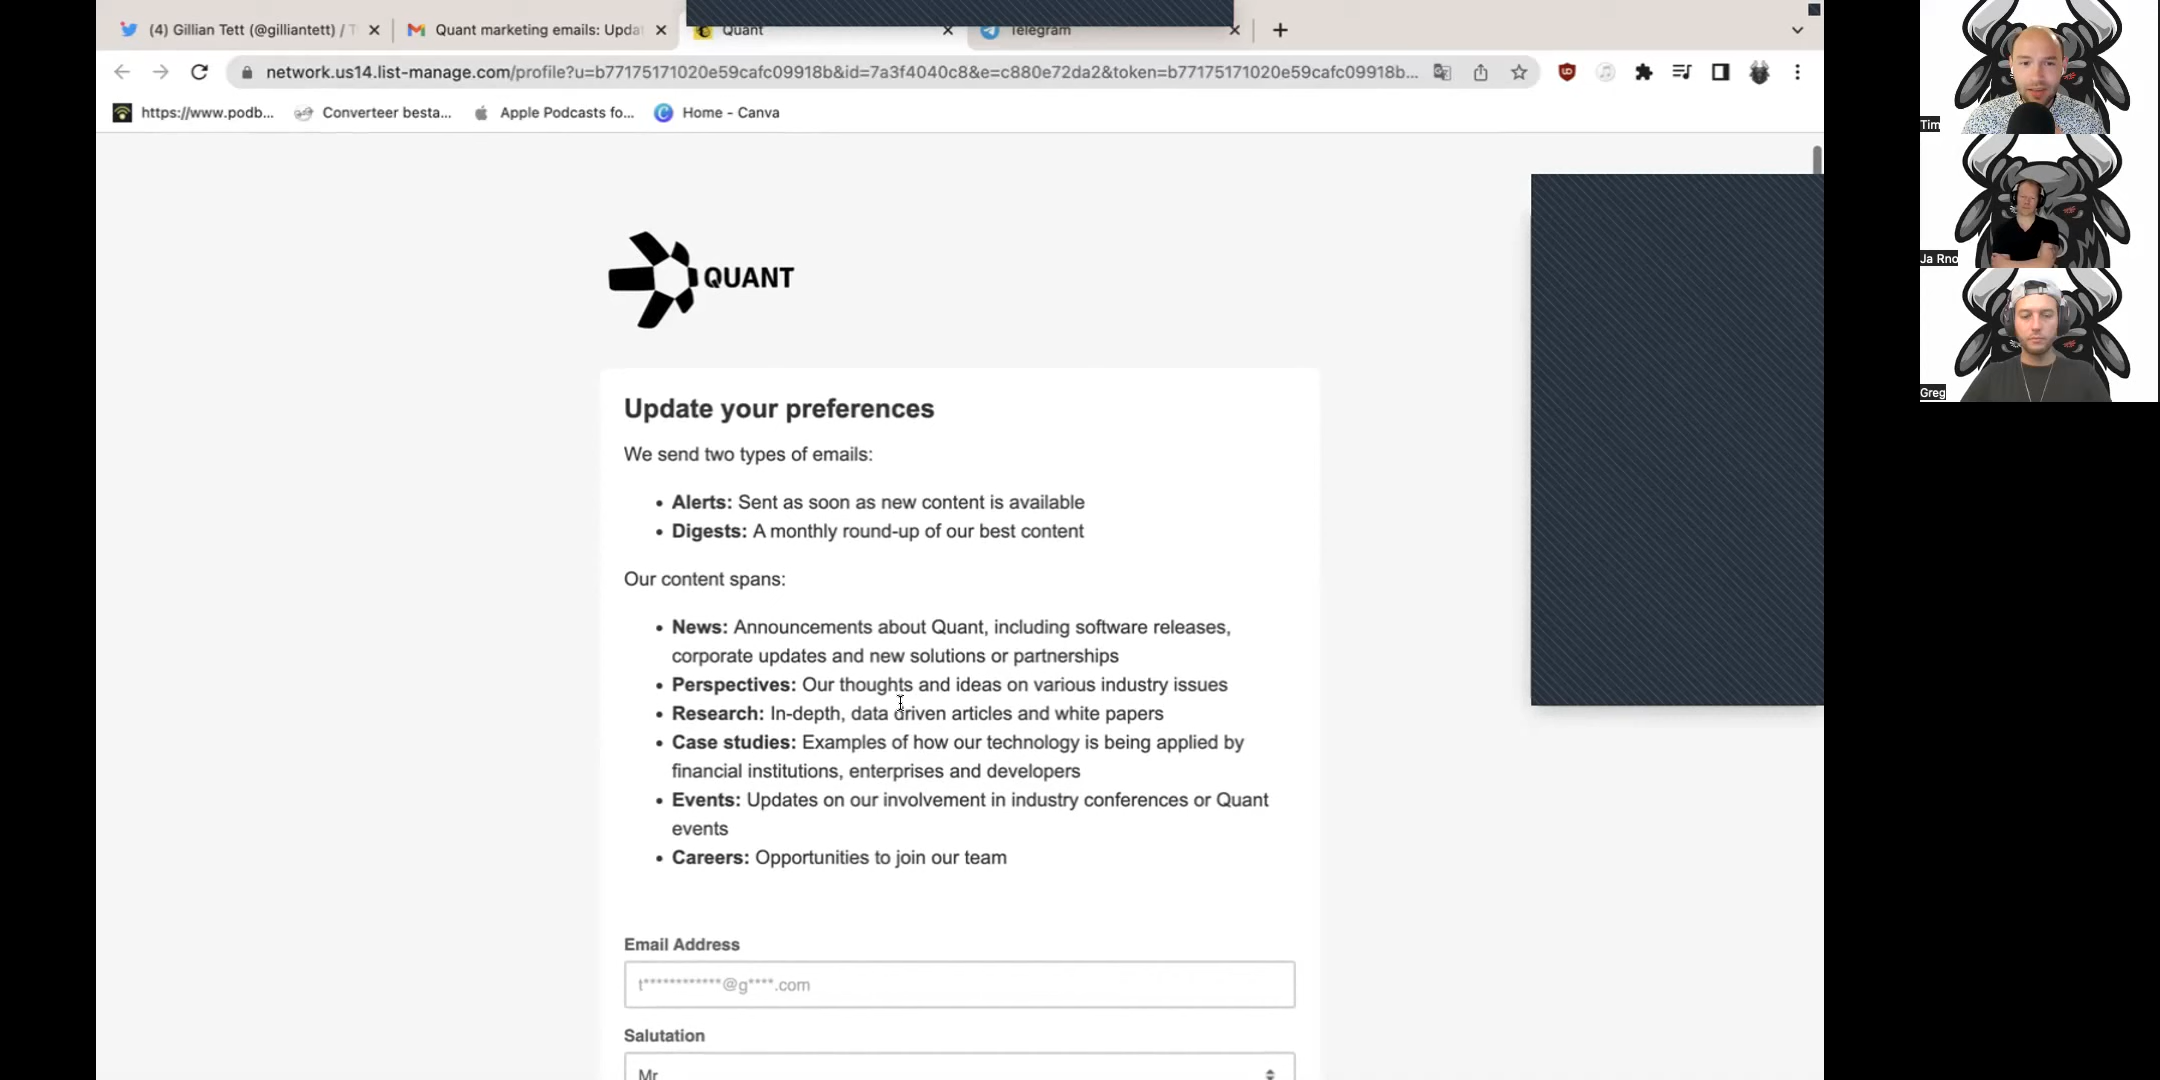 (4) Gillian Tett (@gilliantett) / T
Quant marketing emails: Upda
Quant
Telegram
network.us14.list-manage.com/profile?u=b77175171020e59cafc09918b&id=7a3f4040c8&e=c880e72da2&token=b77175171020e59cafc09918b...
https://www.podb...
Converteer besta...
Apple Podcasts fo...
Home - Canva
QUANT
Update your preferences
We send two types of emails:
• Alerts: Sent as soon as new content is available
• Digests: A monthly round-up of our best content
Our content spans:
• News: Announcements about Quant, including software releases,
corporate updates and new solutions or partnerships
• Perspectives: Our thoughts and ideas on various industry issues
• Research: In-depth, data driven articles and white papers
• Case studies: Examples of how our technology is being applied by
financial institutions, enterprises and developers
• Events: Updates on our involvement in industry conferences or Quant
events
• Careers: Opportunities to join our team
Email Address
t************@g****.com
Salutation
Mr
Tim
Ja Rno
Greg